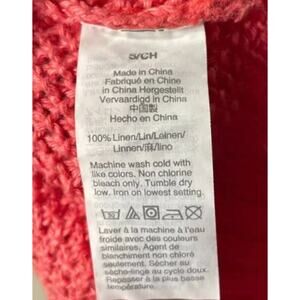 S/CH
Made in China
Fabriqué en Chine
in China Hergestellt
Vervaardigd in China
中国製
Hecho en China
100% Linen/Lin/Leinen/
Linnen/麻/lino
Machine wash cold with
like colors. Non chlorine
bleach only. Tumble dry
low. Iron on lowest setting.
Laver à la machine à l'eau
froide avec des couleurs
similaires. Agent de
blanchiment non chloré
seulement. Sécher au
sèche-linge au cycle doux.
Repasser à la plus basse
température.